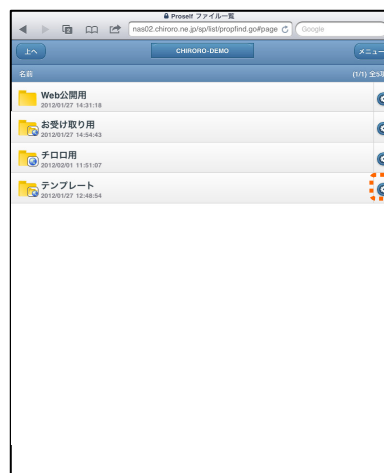 Proself ファイル一覧
nas02.chiroro.ne.jp/sp/list/propfind.go#page
Google
上へ
CHIRORO-DEMO
メニュー
名前
(1/1) 全5項
Web公開用
2012/01/27 14:31:18
お受け取り用
2012/01/27 14:54:43
チロロ用
2012/02/01 11:51:07
テンプレート
2012/01/27 12:48:54